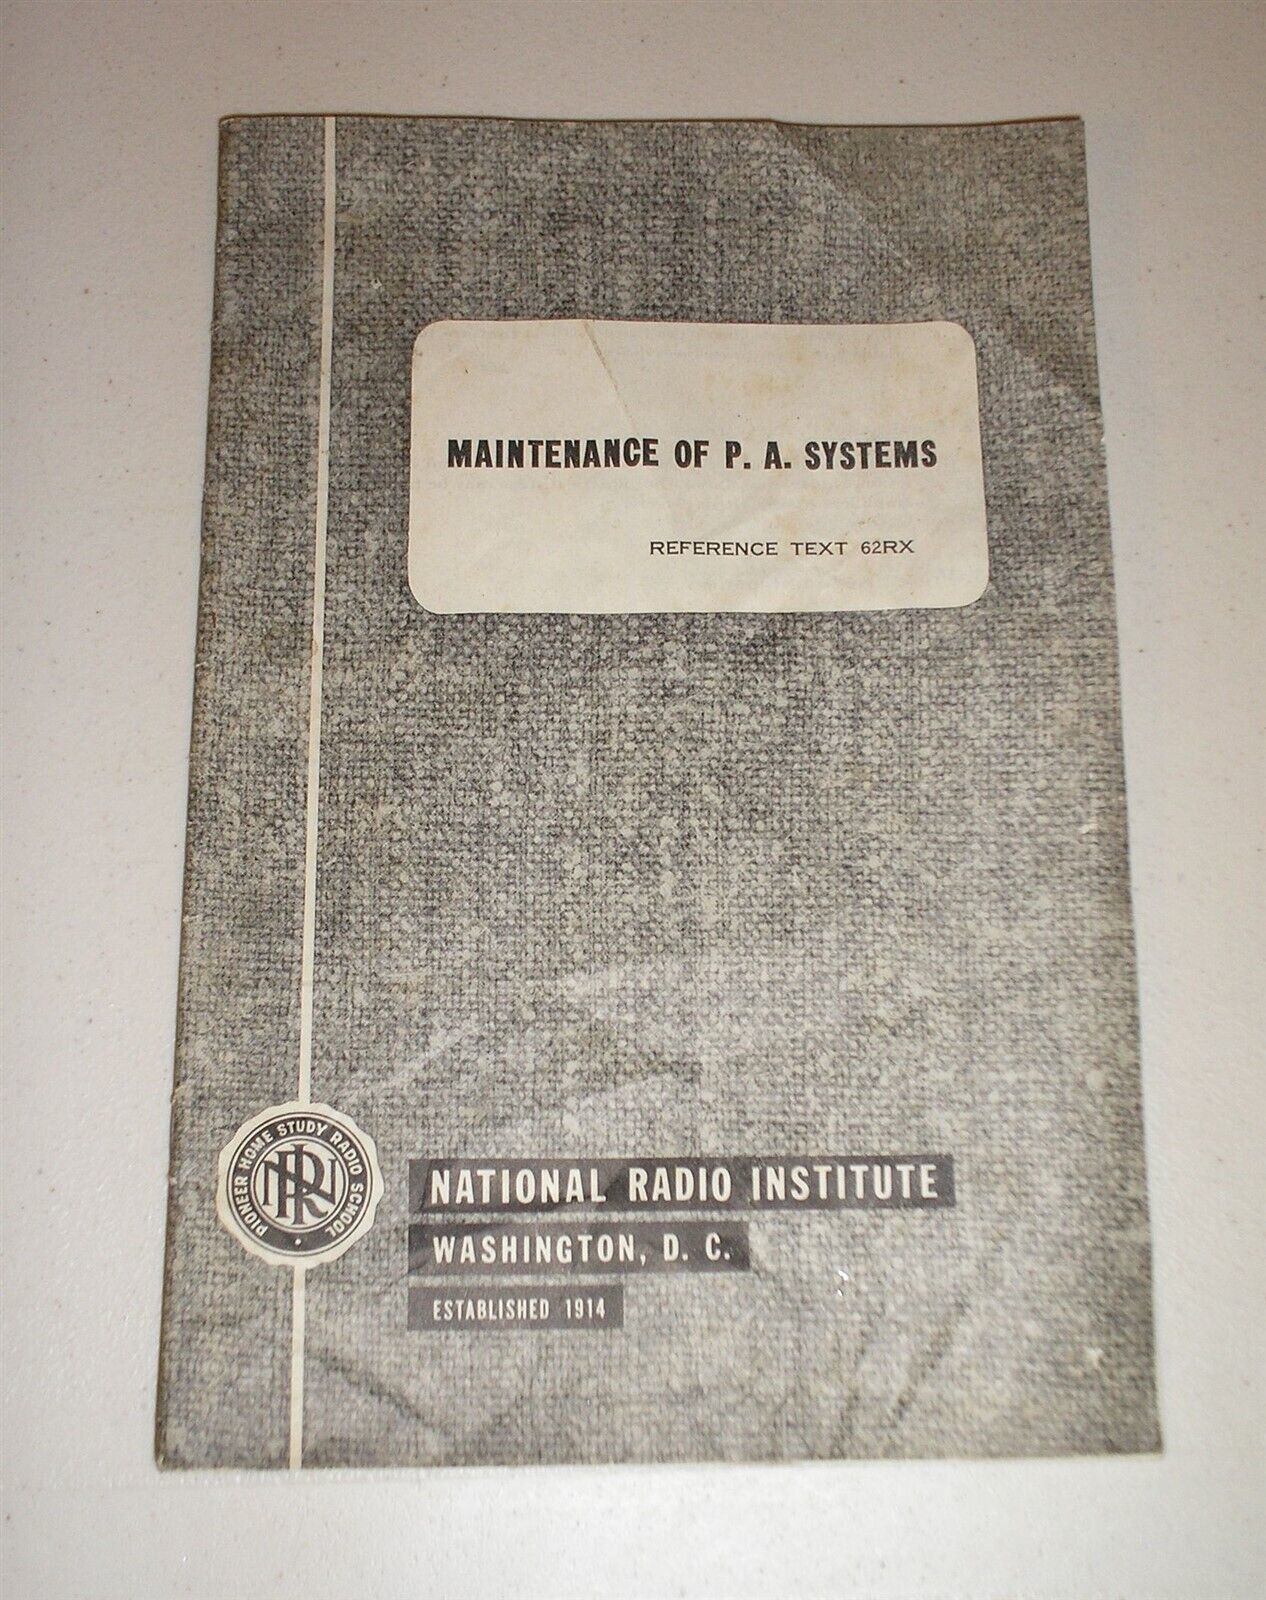 MAINTENANCE OF P. A. SYSTEMS
REFERENCE TEXT 62RX
PIONEER HOME STUDY RADIO SCHOOL
NRI
NATIONAL RADIO INSTITUTE
WASHINGTON, D. C.
ESTABLISHED 1914